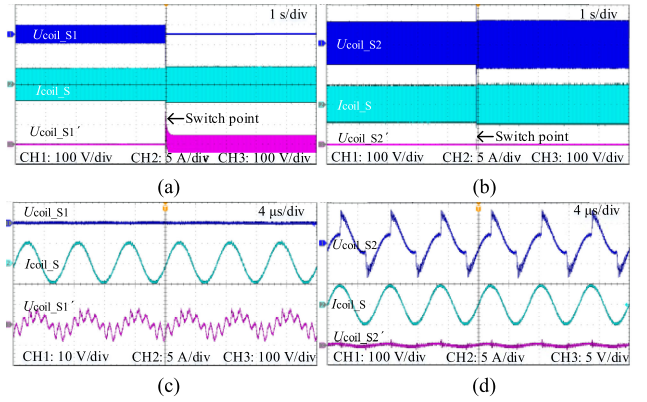 1 s/div
Ucoil_S1
Icoil_S
Switch point
Ucoil_S1´
CH1: 100 V/div CH2: 5 A/div CH3: 100 V/div
(a)
1 s/div
Ucoil_S2
Icoil_S
Ucoil_S2´
Switch point
CH1: 100 V/div CH2: 5 A/div CH3: 100 V/div
(b)
Ucoil_S1
4 μs/div
Icoil_S
Ucoil_S1´
CH1: 10 V/div CH2: 5 A/div CH3: 100 V/div
(c)
4 μs/div
Ucoil_S2
Icoil_S
Ucoil_S2´
CH1: 100 V/div CH2: 5 A/div CH3: 5 V/div
(d)